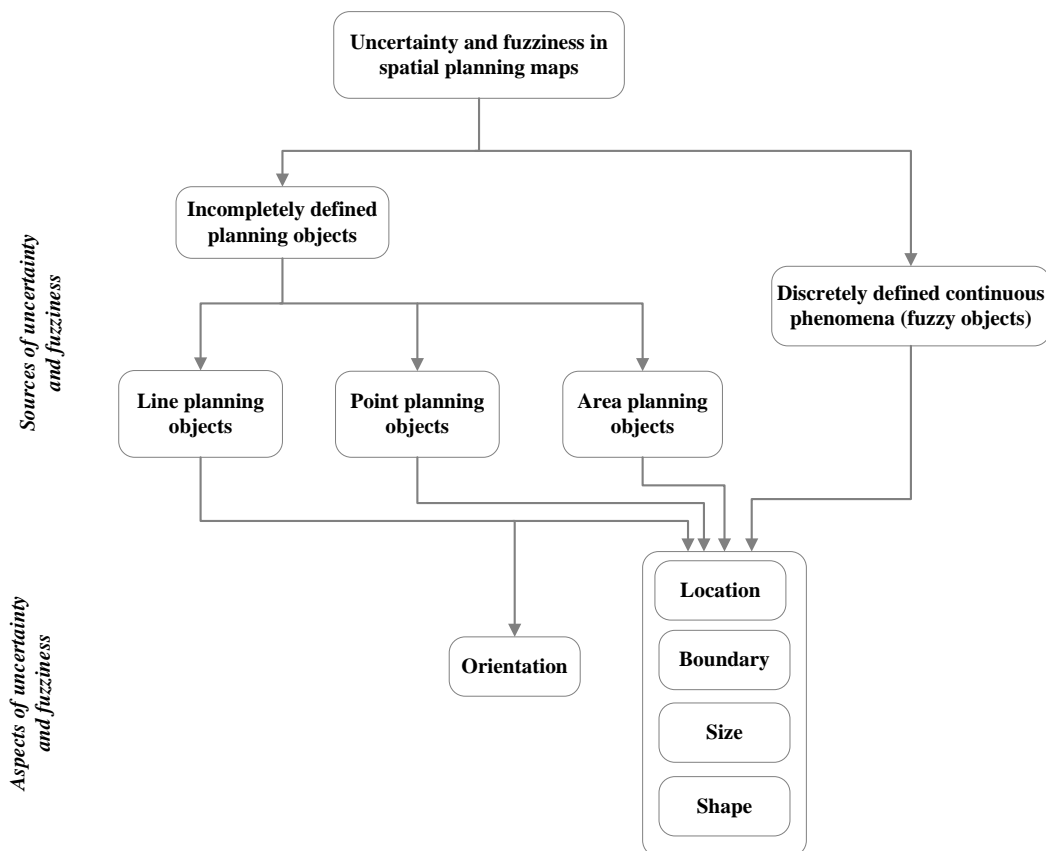 Uncertainty and fuzziness in
spatial planning maps
Incompletely defined
planning objects
Discretely defined continuous
phenomena (fuzzy objects)
Sources of uncertainty
and fuzziness
Line planning
objects
Point planning
objects
Area planning
objects
Aspects of uncertainty
and fuzziness
Orientation
Location
Boundary
Size
Shape